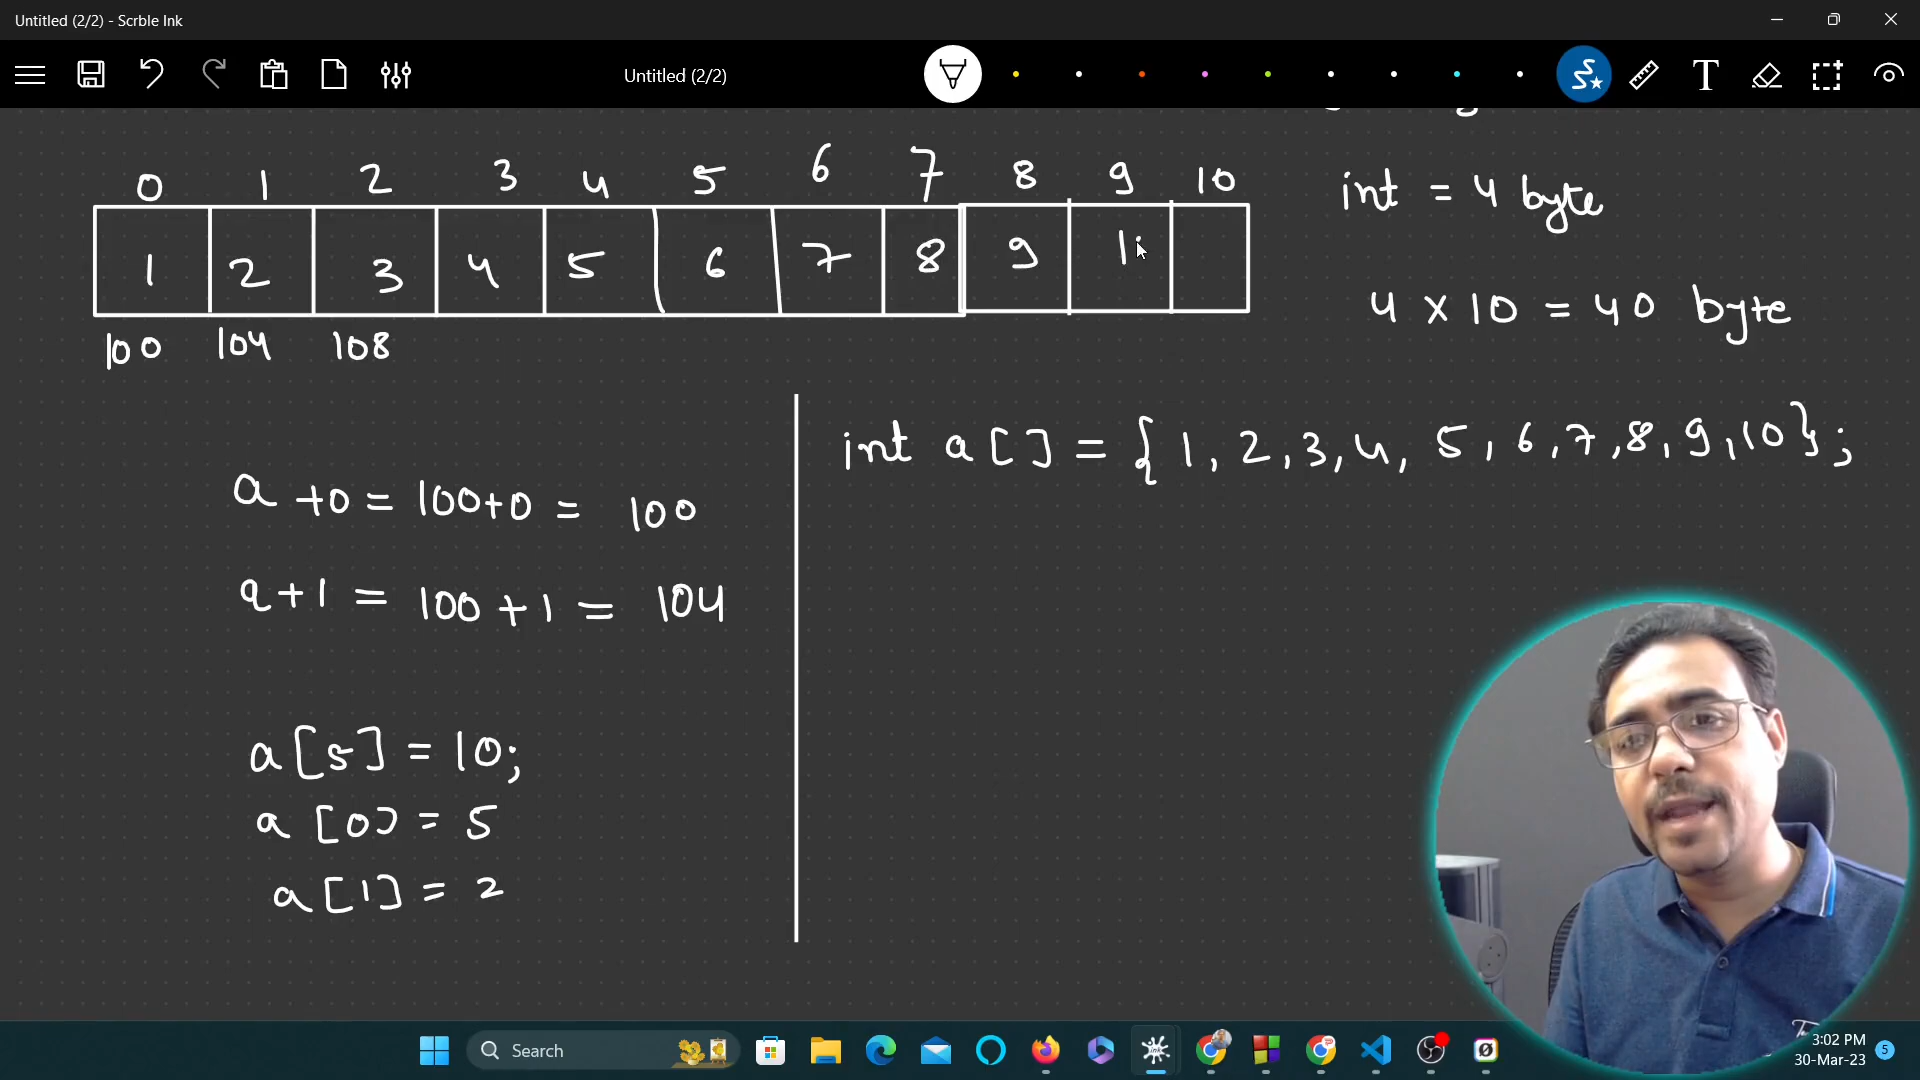 Untitled (2/2) - Scrble Ink
Untitled (2/2)
0 1 2 3 4 5 6 7 8 9 10
1 2 3 4 5 6 7 8 9 1
100 104 108
int = 4 byte
4 x 10 = 40 byte
int a [ ] = { 1, 2, 3, 4, 5, 6, 7, 8, 9, 10 } ;
a +0 = 100+0 = 100
a+1 = 100 + 1 = 104
a [5] = 10;
a [0) = 5
a [1] = 2
Search
3:02 PM
30-Mar-23
5